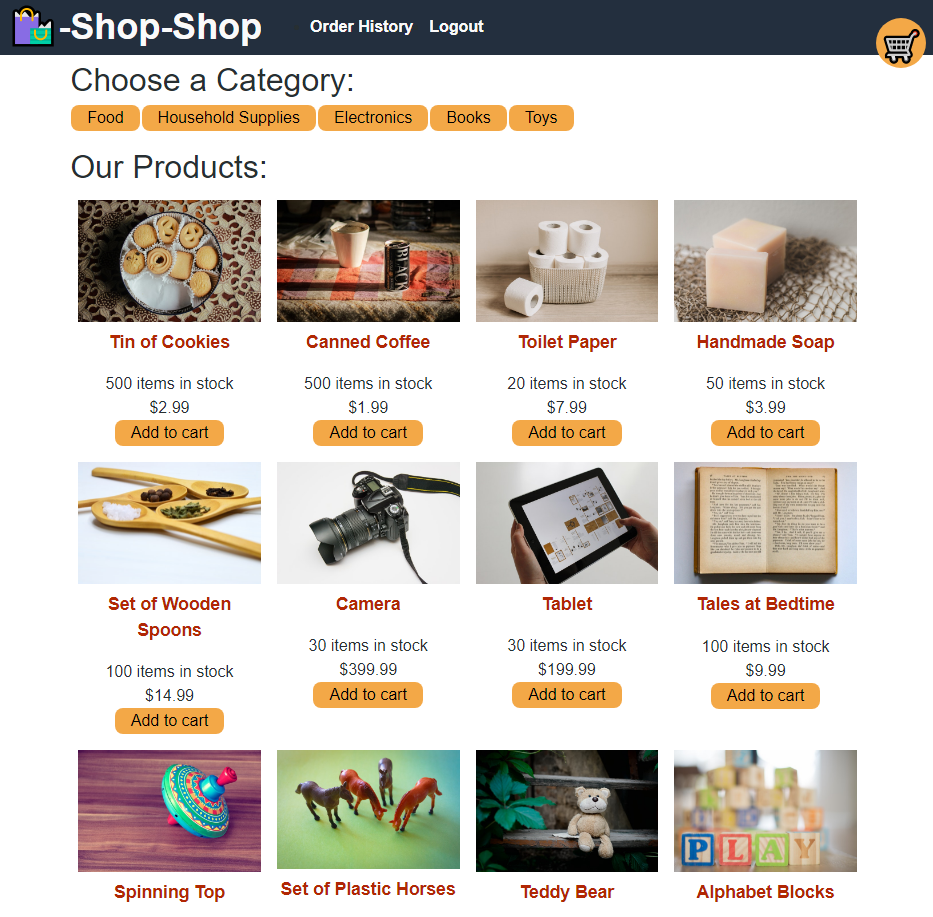 -Shop-Shop
Order History
Logout
Choose a Category:
Food
Household Supplies
Electronics
Books
Toys
Our Products:
BLACK
Tin of Cookies
Canned Coffee
Toilet Paper
Handmade Soap
500 items in stock
500 items in stock
20 items in stock
50 items in stock
$2.99
$1.99
$7.99
$3.99
Add to cart
Add to cart
Add to cart
Add to cart
Set of Wooden
Spoons
Camera
Tablet
Tales at Bedtime
100 items in stock
30 items in stock
30 items in stock
100 items in stock
$14.99
$399.99
$199.99
$9.99
Add to cart
Add to cart
Add to cart
Add to cart
PLAY
Spinning Top
Set of Plastic Horses
Teddy Bear
Alphabet Blocks